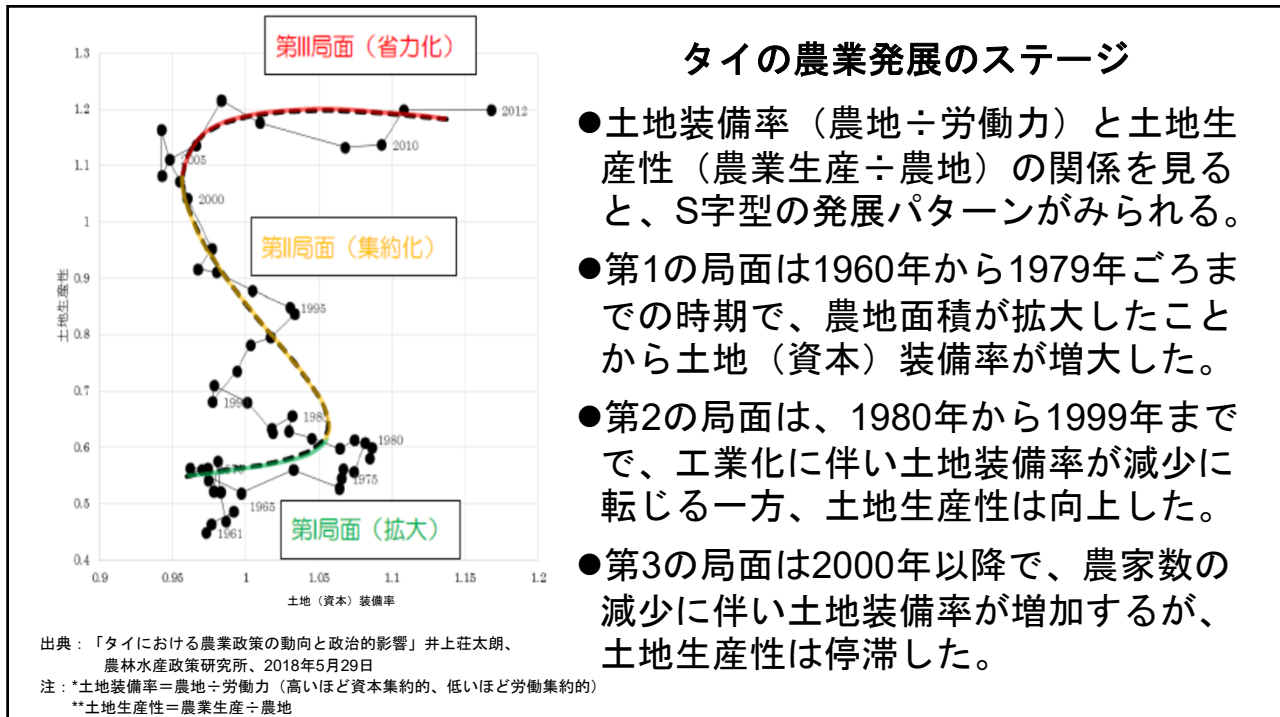 タイの農業発展のステージ
1.3
1.2
1.1
1
0.9
0.8
0.7
0.6
0.5
0.4
土地生産性
0.9
0.95
1
1.05
1.1
1.15
1.2
土地（資本）装備率
第III局面（省力化）
第II局面（集約化）
第I局面（拡大）
2012
2010
2005
2000
1995
1980
1975
1965
1961
●土地装備率（農地÷労働力）と土地生
産性（農業生産÷農地）の関係を見る
と、S字型の発展パターンがみられる。
●第1の局面は1960年から1979年ごろま
での時期で、農地面積が拡大したこと
から土地（資本）装備率が増大した。
●第2の局面は、1980年から1999年まで
で、工業化に伴い土地装備率が減少に
転じる一方、土地生産性は向上した。
●第3の局面は2000年以降で、農家数の
減少に伴い土地装備率が増加するが、
土地生産性は停滞した。
出典：「タイにおける農業政策の動向と政治的影響」井上荘太朗、
農林水産政策研究所、2018年5月29日
注：*土地装備率＝農地÷労働力（高いほど資本集約的、低いほど労働集約的）
**土地生産性＝農業生産÷農地